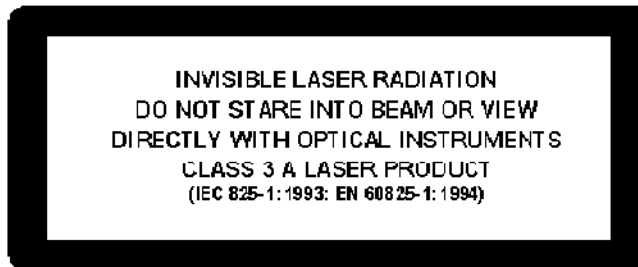 INVISIBLE LASER RADIATION
DO NOT STARE INTO BEAM OR VIEW
DIRECTLY WITH OPTICAL INSTRUMENTS
CLASS 3 A LASER PRODUCT
(IEC 825-1:1993: EN 60825-1:1994)